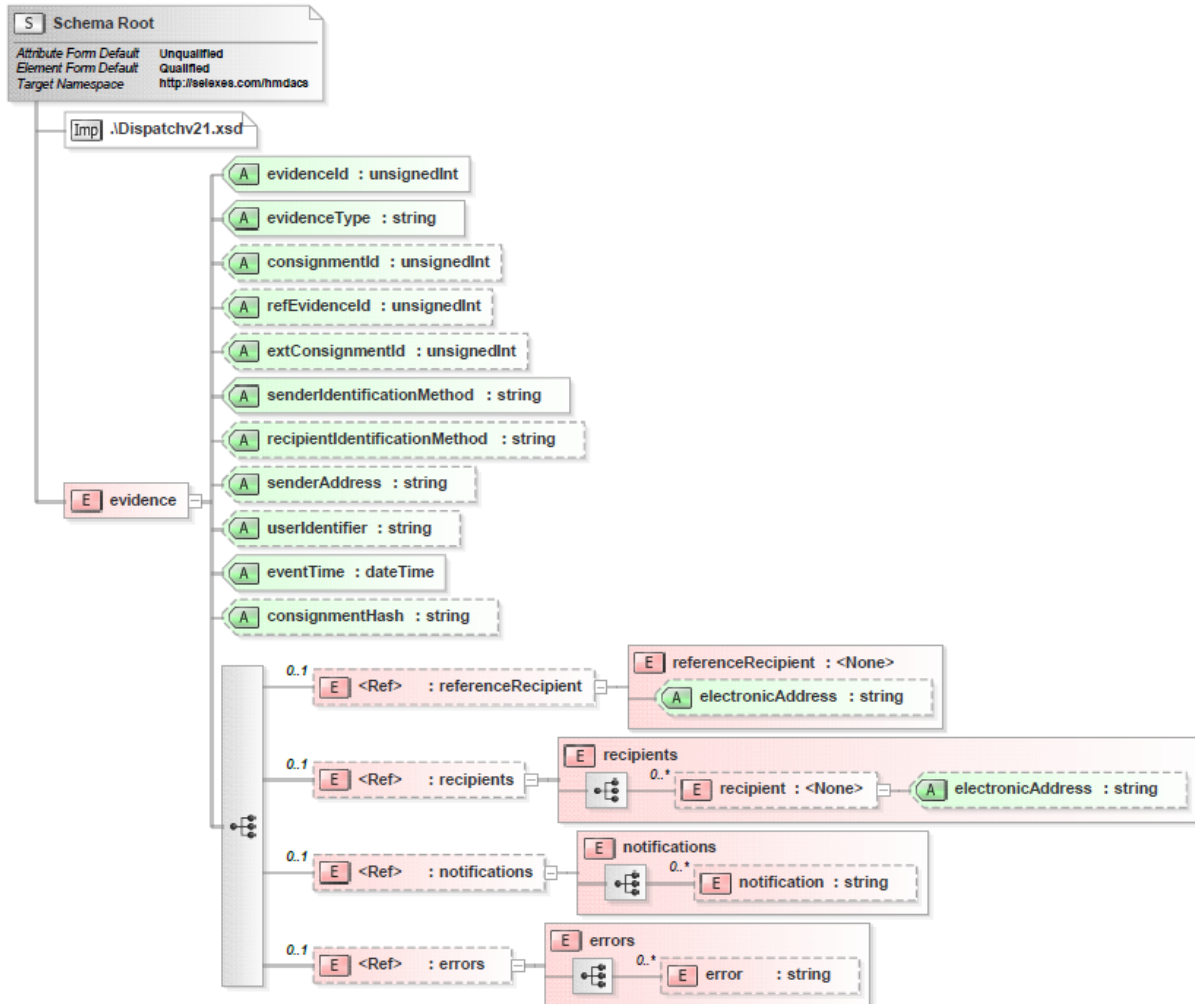 S Schema Root
Attribute Form Default Unqualified
Element Form Default Qualified
Target Namespace http://selexes.com/hmdacs
Imp .\Dispatchv21.xsd
A evidenceId : unsignedInt
A evidenceType : string
A consignmentId : unsignedInt
A refEvidenceId : unsignedInt
A extConsignmentId : unsignedInt
A senderIdentificationMethod : string
A recipientIdentificationMethod : string
A senderAddress : string
E evidence
A userIdentifier : string
A eventTime : dateTime
A consignmentHash : string
0..1 E <Ref> : referenceRecipient
E referenceRecipient : <None>
A electronicAddress : string
0..1 E <Ref> : recipients
E recipients
0..* E recipient : <None>
A electronicAddress : string
0..1 E <Ref> : notifications
E notifications
0..* E notification : string
0..1 E <Ref> : errors
E errors
0..* E error : string